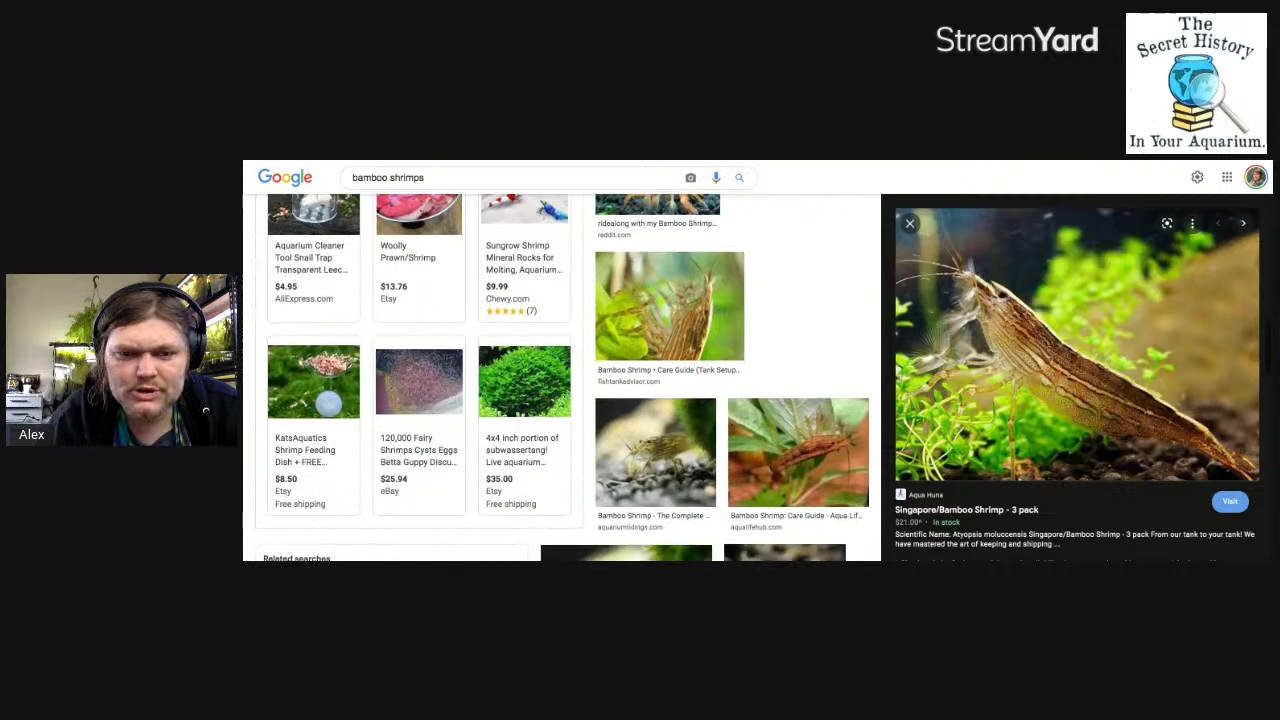 StreamYard
The
Secret History
In Your Aquarium.
Google
bamboo shrimps
Aquarium Cleaner
Tool Snail Trap
Transparent Leec...
$4.95
AliExpress.com
Woolly
Prawn/Shrimp
$13.76
Etsy
Sungrow Shrimp
Mineral Rocks for
Molting, Aquarium...
$9.99
Chewy.com
(7)
ridealong with my Bamboo Shrimp...
reddit.com
Bamboo Shrimp • Care Guide (Tank Setup...
fishtankadvisor.com
KatsAquatics
Shrimp Feeding
Dish + FREE...
$8.50
Etsy
Free shipping
120,000 Fairy
Shrimps Cysts Eggs
Betta Guppy Discu...
$25.94
eBay
4x4 inch portion of
subwassertang!
Live aquarium...
$35.00
Etsy
Free shipping
Bamboo Shrimp - The Complete ...
aquariumtidings.com
Bamboo Shrimp: Care Guide - Aqua Lif...
aqualifehub.com
Related searches
Aqua Huna
Singapore/Bamboo Shrimp - 3 pack
Visit
$21.00* · In stock
Scientific Name: Atyopsis moluccensis Singapore/Bamboo Shrimp - 3 pack From our tank to your tank! We
have mastered the art of keeping and shipping ...
Alex